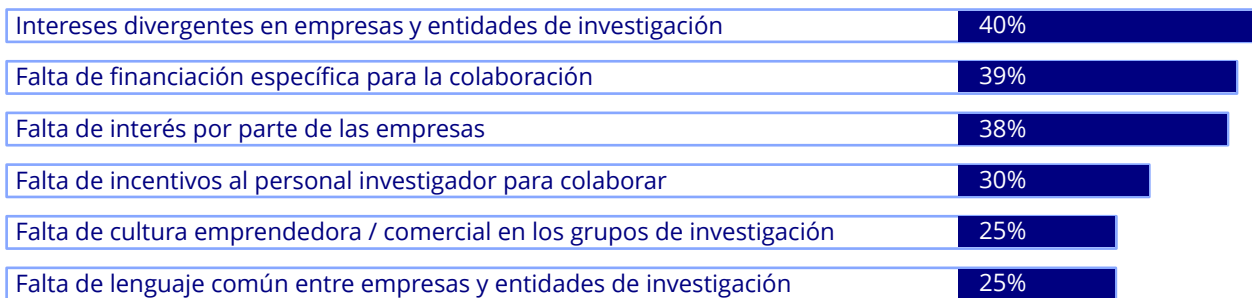 Intereses divergentes en empresas y entidades de investigación 40%
Falta de financiación específica para la colaboración 39%
Falta de interés por parte de las empresas 38%
Falta de incentivos al personal investigador para colaborar 30%
Falta de cultura emprendedora / comercial en los grupos de investigación 25%
Falta de lenguaje común entre empresas y entidades de investigación 25%